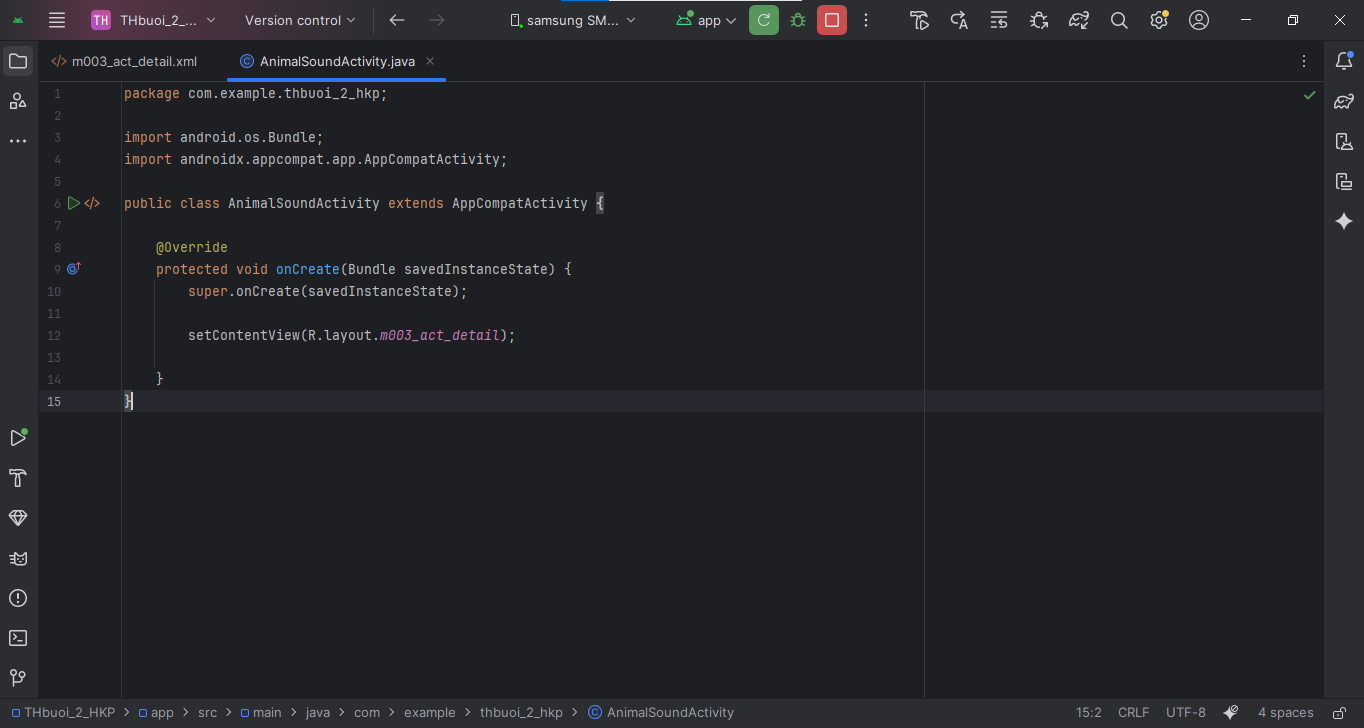 TH THbuoi_2_... Version control samsung SM... app
m003_act_detail.xml AnimalSoundActivity.java
1 package com.example.thbuoi_2_hkp;
2
3 import android.os.Bundle;
4 import androidx.appcompat.app.AppCompatActivity;
5
6 public class AnimalSoundActivity extends AppCompatActivity {
7
8 @Override
9 protected void onCreate(Bundle savedInstanceState) {
10 super.onCreate(savedInstanceState);
11
12 setContentView(R.layout.m003_act_detail);
13
14 }
15 }
THbuoi_2_HKP > app > src > main > java > com > example > thbuoi_2_hkp > AnimalSoundActivity 15:2 CRLF UTF-8 4 spaces